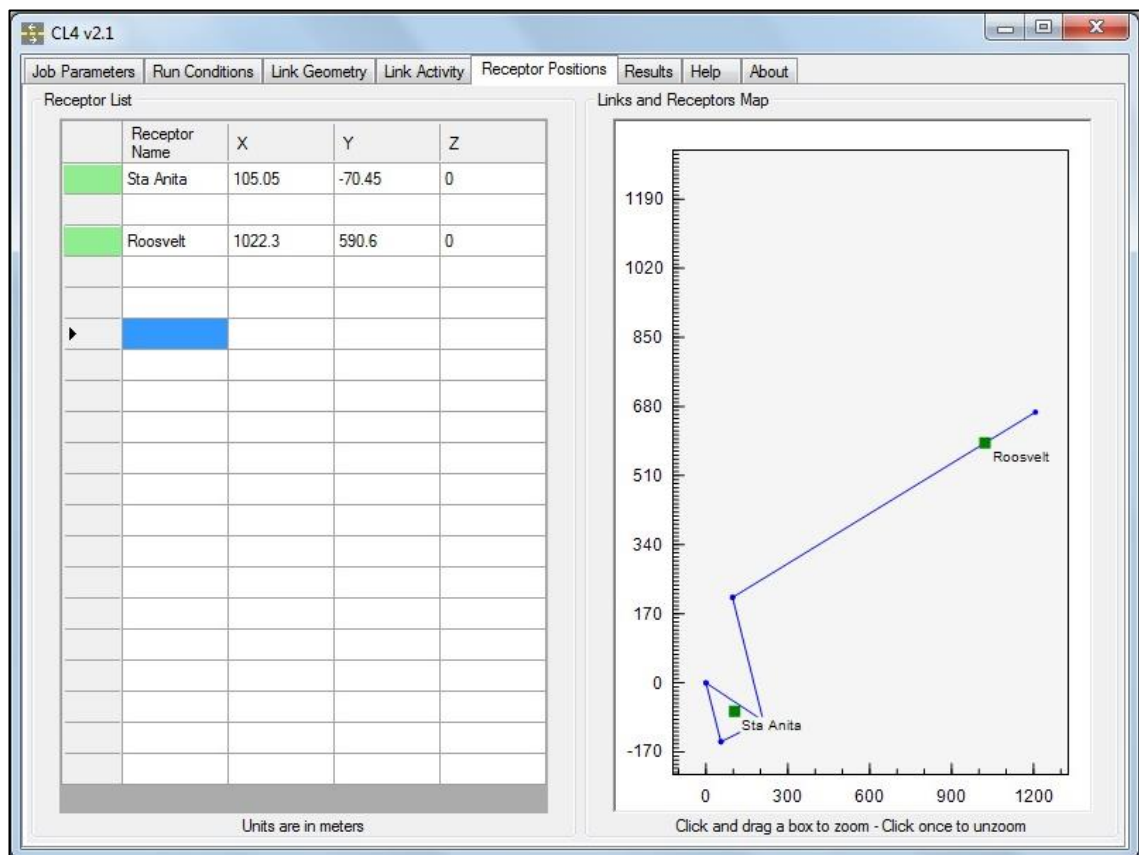 CL4 v2.1
Job Parameters Run Conditions Link Geometry Link Activity Receptor Positions Results Help About
Receptor List
Receptor Name X Y Z
Sta Anita 105.05 -70.45 0
Roosvelt 1022.3 590.6 0
Units are in meters
Links and Receptors Map
1190
1020
850
680
510
340
170
0
-170
Roosvelt
Sta Anita
0 300 600 900 1200
Click and drag a box to zoom - Click once to unzoom